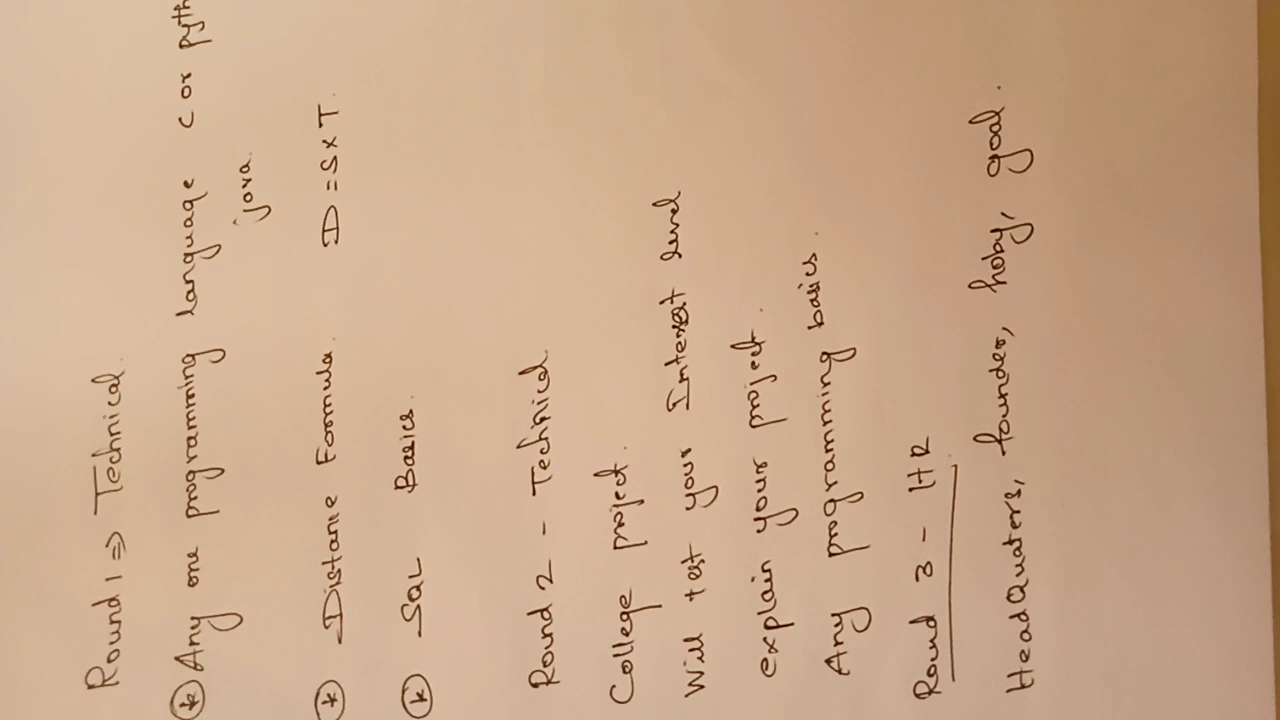 Round 1 => Technical.
* Any one programming language C or pyth
java.
* Distance Formula. D = S x T.
* SQL Basics.
Round 2 - Technical
College project.
Will test your Interest level
explain your project.
Any programming basics.
Round 3 - HR
HeadQuaters, founder, hoby, goal.